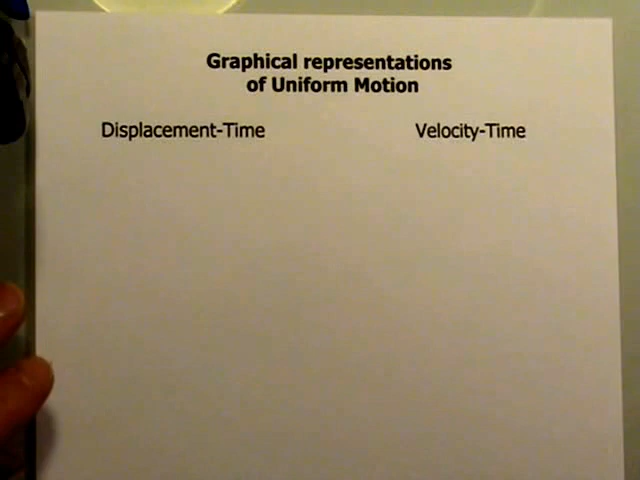 Graphical representations
of Uniform Motion
Displacement-Time
Velocity-Time